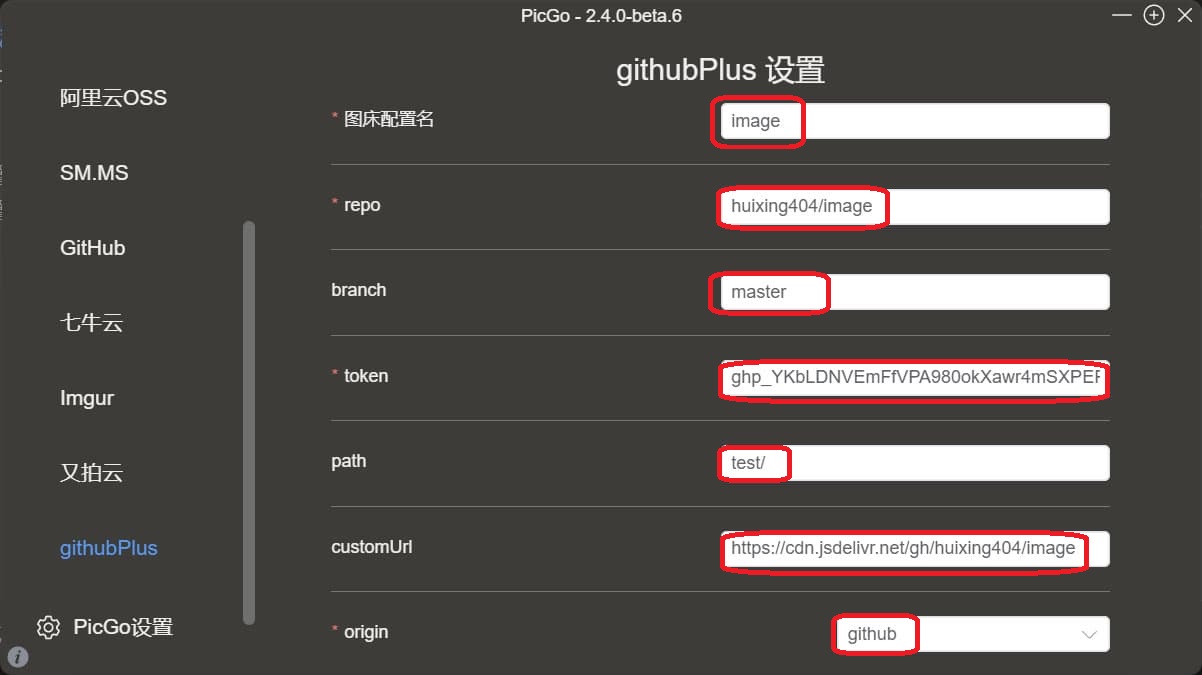 PicGo - 2.4.0-beta.6
githubPlus 设置
阿里云OSS
SM.MS
GitHub
七牛云
Imgur
又拍云
githubPlus
PicGo设置
* 图床配置名 image
* repo huixing404/image
branch master
* token
path test/
customUrl https://cdn.jsdelivr.net/gh/huixing404/image
* origin github